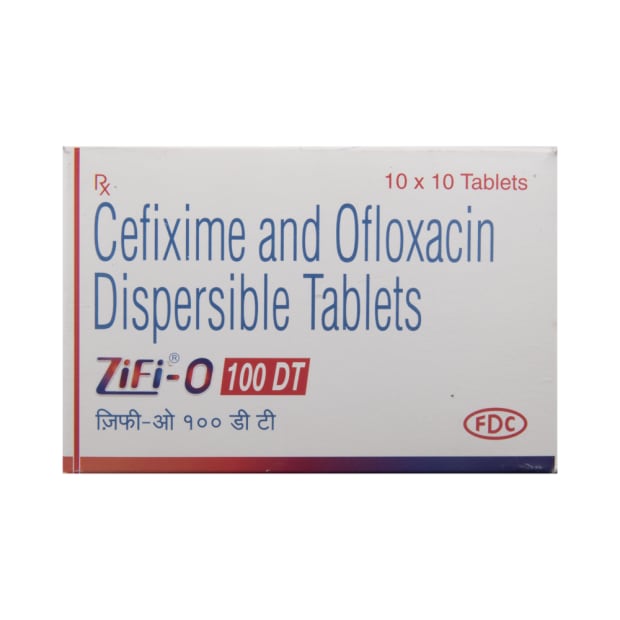 Rx
10 x 10 Tablets
Cefixime and Ofloxacin
Dispersible Tablets
ZiFi®-O 100 DT
ज़िफी-ओ १०० डी टी
FDC